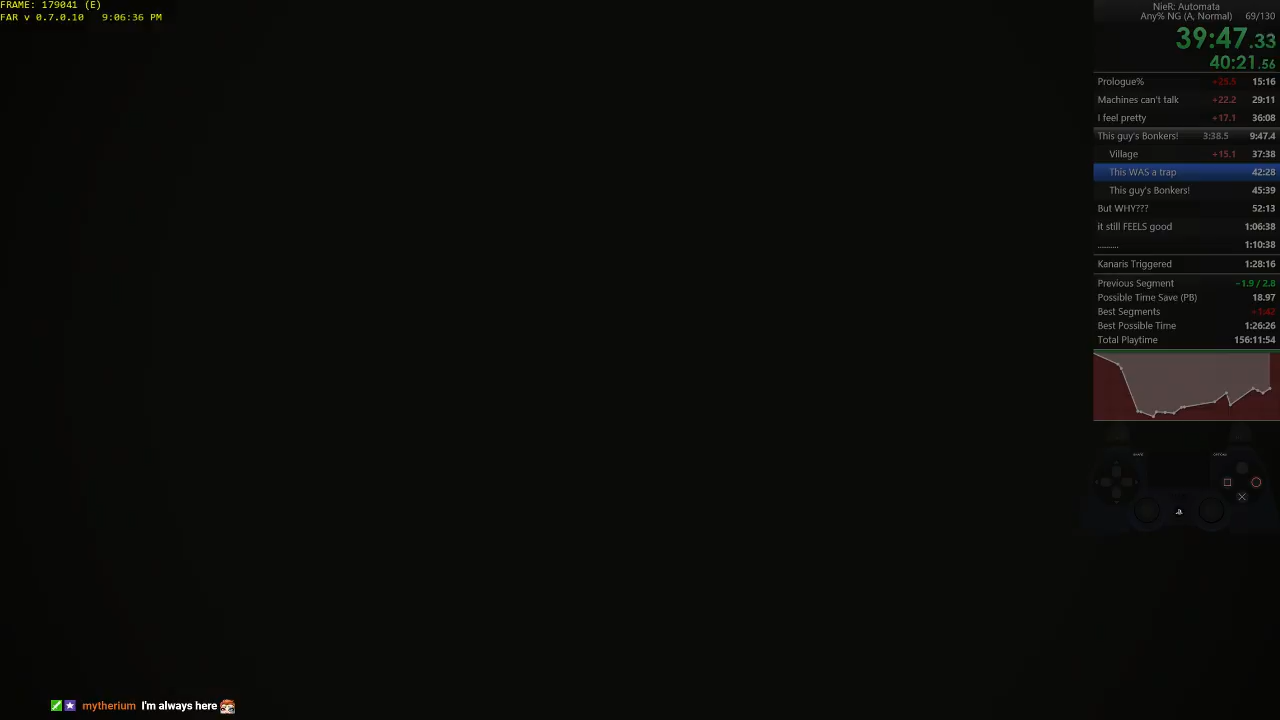 FRAME: 179041 (E)
FAR v 0.7.0.10 9:06:36 PM
NieR: Automata
Any% NG (A, Normal) 69/130
39:47.33
40:21.56
Prologue% +25.5 15:16
Machines can't talk +22.2 29:11
I feel pretty +17.1 36:08
This guy's Bonkers! 3:38.5 9:47.4
Village +15.1 37:38
This WAS a trap 42:28
This guy's Bonkers! 45:39
But WHY??? 52:13
it still FEELS good 1:06:38
.......... 1:10:38
Kanaris Triggered 1:28:16
Previous Segment −1.9 / 2.8
Possible Time Save (PB) 18.97
Best Segments +1:42
Best Possible Time 1:26:26
Total Playtime 156:11:54
mytherium I'm always here